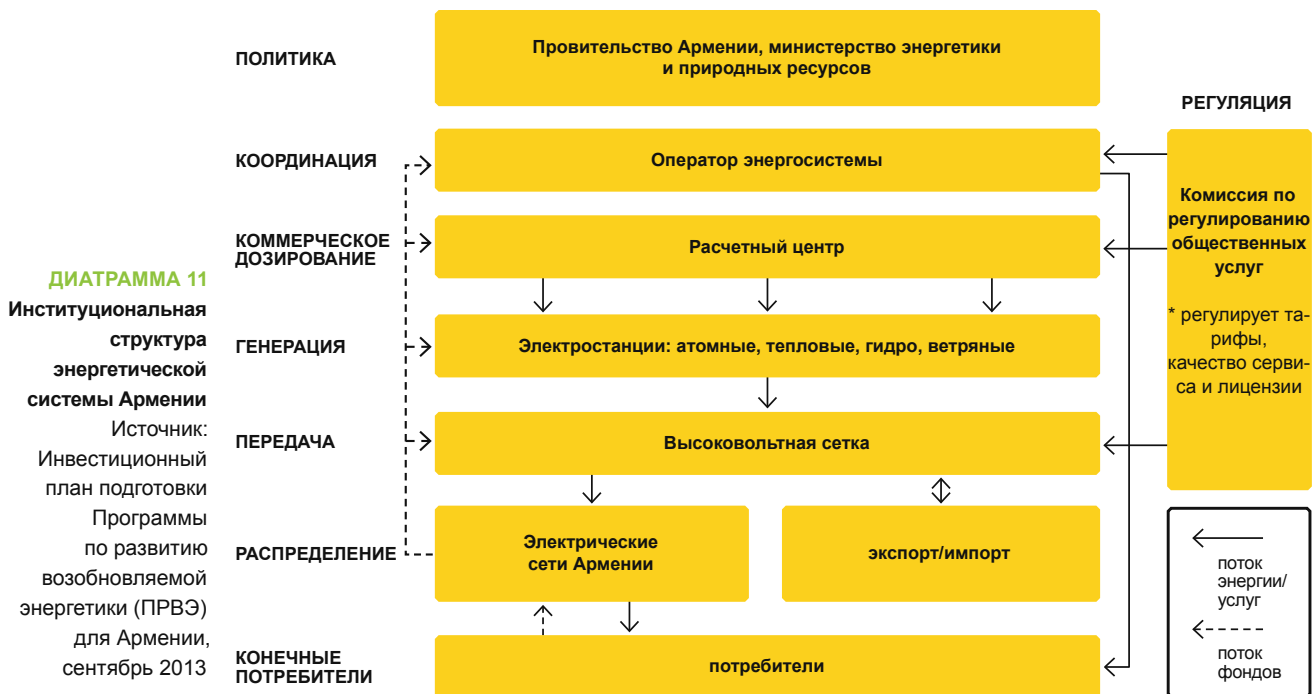 ПОЛИТИКА
Провительство Армении, министерство энергетики
и природных ресурсов
РЕГУЛЯЦИЯ
КООРДИНАЦИЯ
Оператор энергосистемы
Комиссия по
регулированию
общественных
услуг
* регулирует та-
рифы,
качество серви-
са и лицензии
КОММЕРЧЕСКОЕ
ДОЗИРОВАНИЕ
Расчетный центр
ДИАТРАММА 11
Институциональная
структура
энергетической
системы Армении
Источник:
Инвестиционный
план подготовки
Программы
по развитию
возобновляемой
энергетики (ПРВЭ)
для Армении,
сентябрь 2013
ГЕНЕРАЦИЯ
Электростанции: атомные, тепловые, гидро, ветряные
ПЕРЕДАЧА
Высоковольтная сетка
РАСПРЕДЕЛЕНИЕ
Электрические
сети Армении
экспорт/импорт
КОНЕЧНЫЕ
ПОТРЕБИТЕЛИ
потребители
поток
энергии/
услуг
поток
фондов